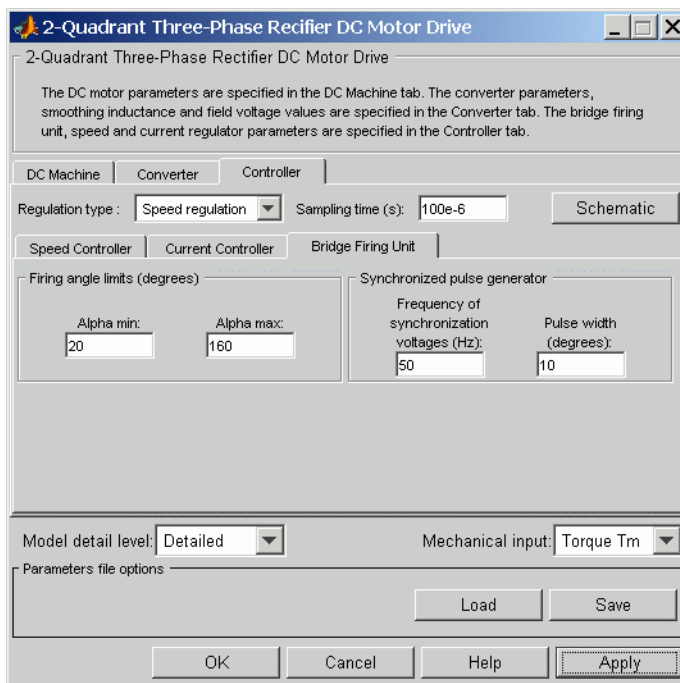 2-Quadrant Three-Phase Recifier DC Motor Drive
2-Quadrant Three-Phase Rectifier DC Motor Drive
The DC motor parameters are specified in the DC Machine tab. The converter parameters,
smoothing inductance and field voltage values are specified in the Converter tab. The bridge firing
unit, speed and current regulator parameters are specified in the Controller tab.
DC Machine Converter Controller
Regulation type : Speed regulation Sampling time (s): 100e-6 Schematic
Speed Controller Current Controller Bridge Firing Unit
Firing angle limits (degrees)
Alpha min: Alpha max:
20 160
Synchronized pulse generator
Frequency of
synchronization
voltages (Hz):
50
Pulse width
(degrees):
10
Model detail level: Detailed Mechanical input: Torque Tm
Parameters file options
Load Save
OK Cancel Help Apply